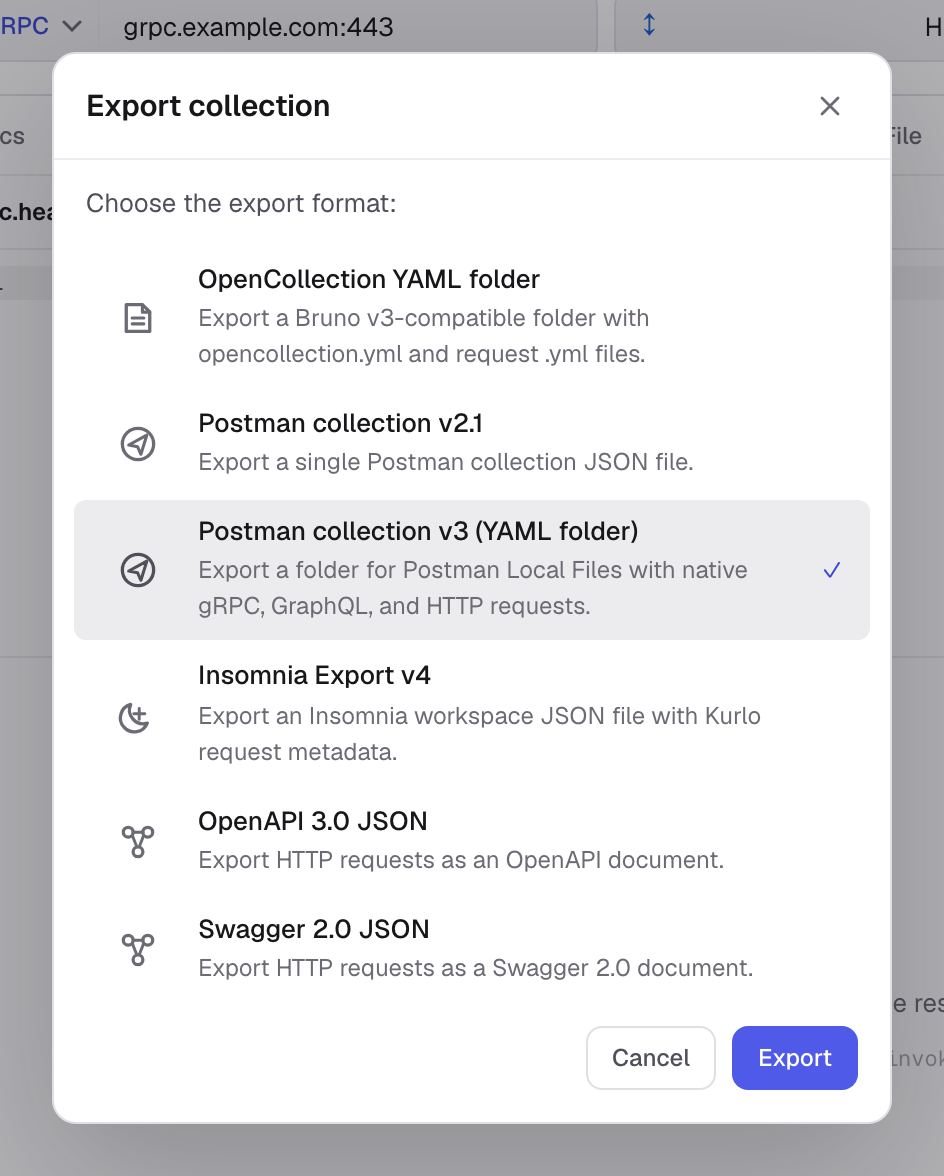 RPC
grpc.example.com:443
H
Export collection
cs
File
c.hea
Choose the export format:
OpenCollection YAML folder
Export a Bruno v3-compatible folder with
opencollection.yml and request .yml files.
Postman collection v2.1
Export a single Postman collection JSON file.
Postman collection v3 (YAML folder)
Export a folder for Postman Local Files with native
gRPC, GraphQL, and HTTP requests.
Insomnia Export v4
Export an Insomnia workspace JSON file with Kurlo
request metadata.
OpenAPI 3.0 JSON
Export HTTP requests as an OpenAPI document.
Swagger 2.0 JSON
Export HTTP requests as a Swagger 2.0 document.
e res
Cancel
Export
invok